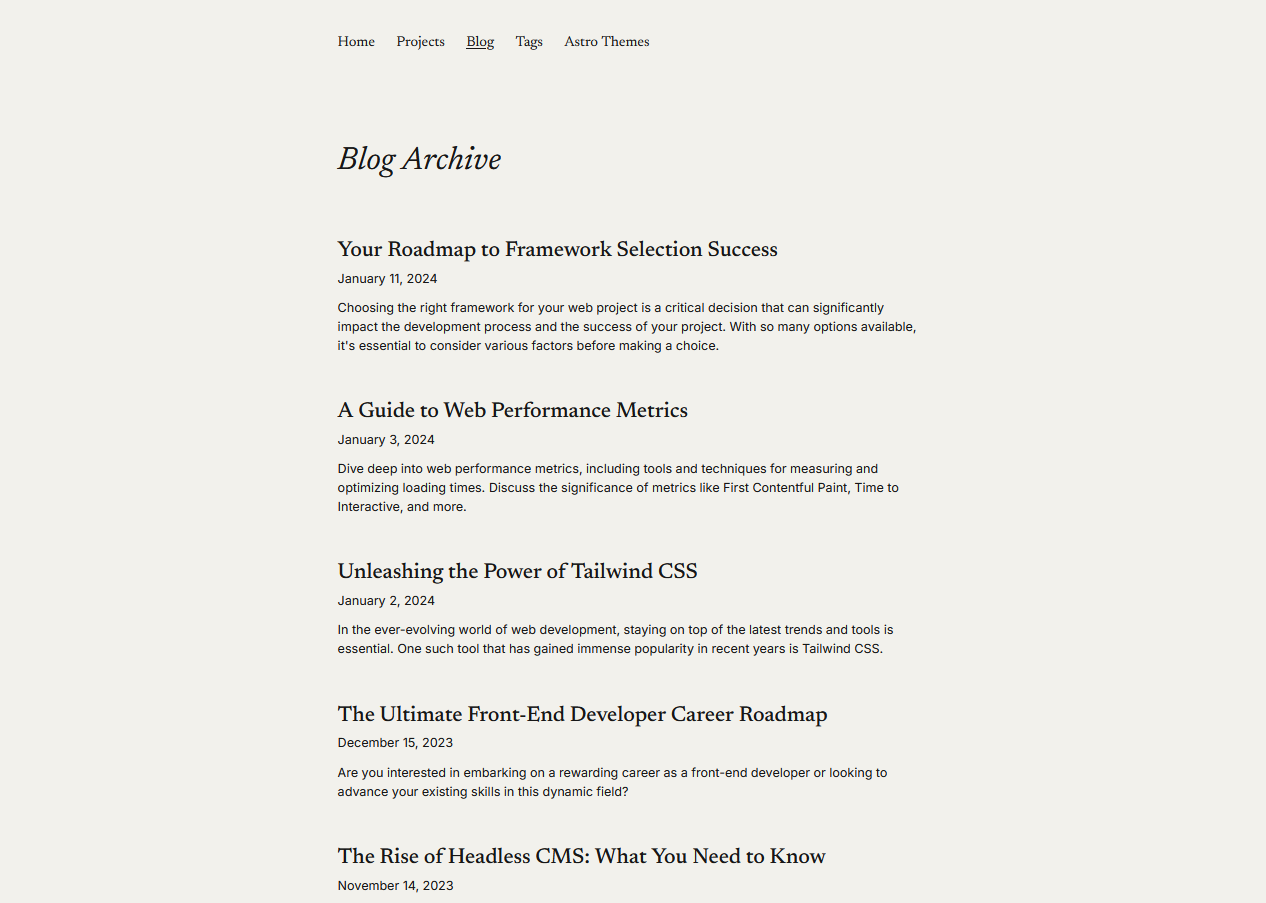 Home Projects Blog Tags Astro Themes
Blog Archive
Your Roadmap to Framework Selection Success
January 11, 2024
Choosing the right framework for your web project is a critical decision that can significantly
impact the development process and the success of your project. With so many options available,
it's essential to consider various factors before making a choice.
A Guide to Web Performance Metrics
January 3, 2024
Dive deep into web performance metrics, including tools and techniques for measuring and
optimizing loading times. Discuss the significance of metrics like First Contentful Paint, Time to
Interactive, and more.
Unleashing the Power of Tailwind CSS
January 2, 2024
In the ever-evolving world of web development, staying on top of the latest trends and tools is
essential. One such tool that has gained immense popularity in recent years is Tailwind CSS.
The Ultimate Front-End Developer Career Roadmap
December 15, 2023
Are you interested in embarking on a rewarding career as a front-end developer or looking to
advance your existing skills in this dynamic field?
The Rise of Headless CMS: What You Need to Know
November 14, 2023